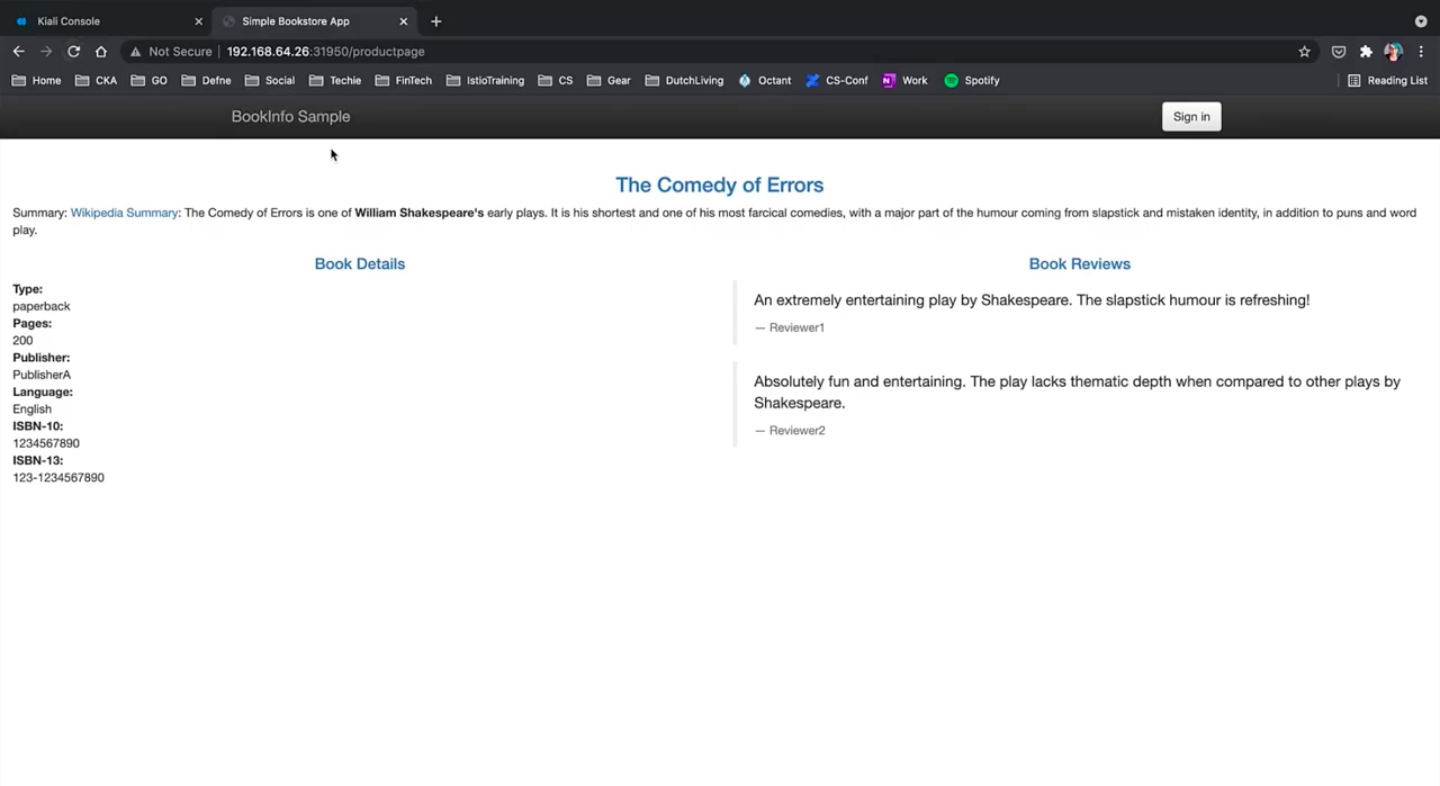 Kiali Console
Simple Bookstore App
Not Secure 192.168.64.26:31950/productpage
Home CKA GO Defne Social Techie FinTech IstioTraining CS Gear DutchLiving Octant CS-Conf Work Spotify Reading List
BookInfo Sample
Sign in
The Comedy of Errors
Summary: Wikipedia Summary: The Comedy of Errors is one of William Shakespeare's early plays. It is his shortest and one of his most farcical comedies, with a major part of the humour coming from slapstick and mistaken identity, in addition to puns and word
play.
Book Details
Type:
paperback
Pages:
200
Publisher:
PublisherA
Language:
English
ISBN-10:
1234567890
ISBN-13:
123-1234567890
Book Reviews
An extremely entertaining play by Shakespeare. The slapstick humour is refreshing!
— Reviewer1
Absolutely fun and entertaining. The play lacks thematic depth when compared to other plays by
Shakespeare.
— Reviewer2